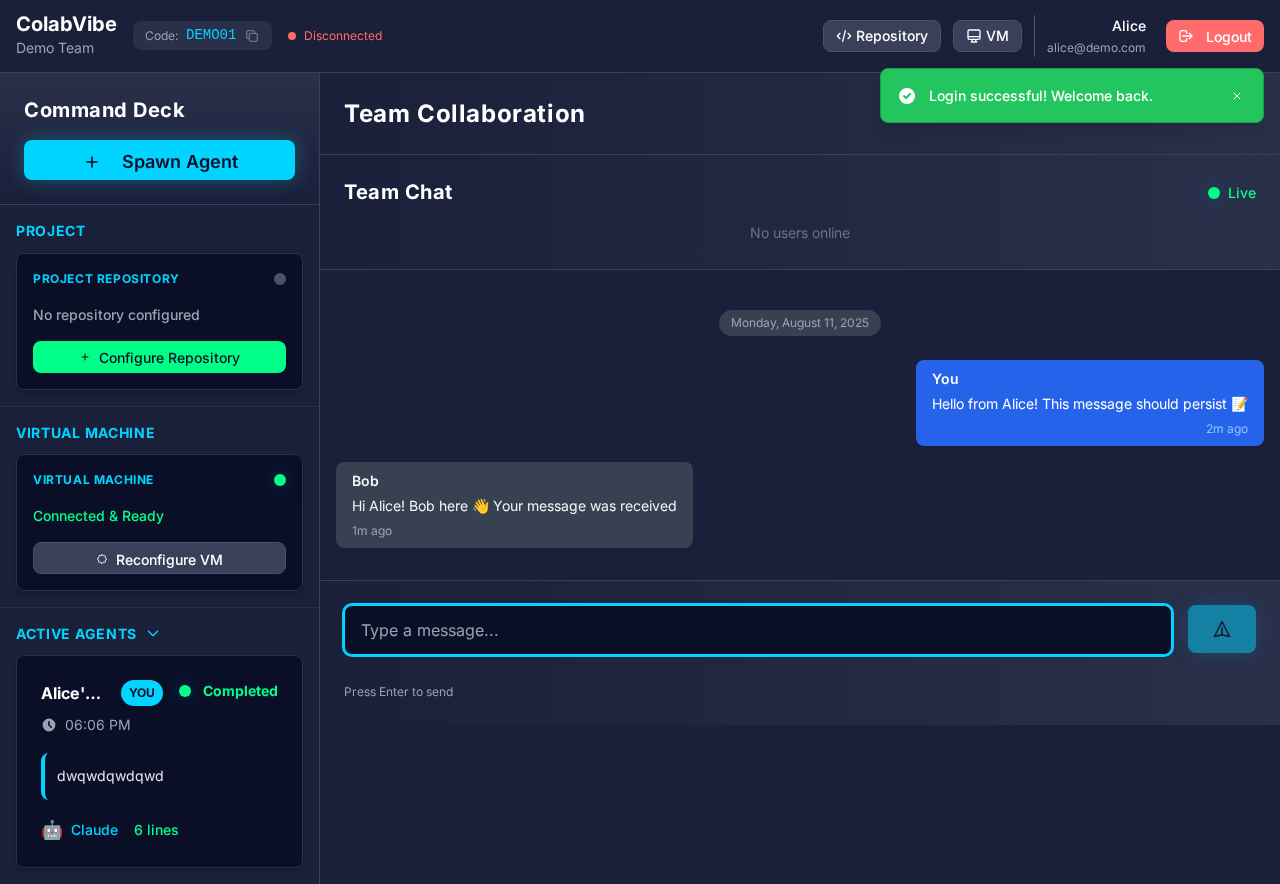 ColabVibe
Demo Team
Code: DEMO01
Disconnected
Repository
VM
Alice
alice@demo.com
Logout
Login successful! Welcome back.
Command Deck
Spawn Agent
PROJECT
PROJECT REPOSITORY
No repository configured
Configure Repository
VIRTUAL MACHINE
VIRTUAL MACHINE
Connected & Ready
Reconfigure VM
ACTIVE AGENTS
Alice'...
YOU
Completed
06:06 PM
dwqwdqwdqwd
🤖 Claude
6 lines
Team Collaboration
Team Chat
Live
No users online
Monday, August 11, 2025
You
Hello from Alice! This message should persist 📝
2m ago
Bob
Hi Alice! Bob here 👋 Your message was received
1m ago
Type a message...
Press Enter to send